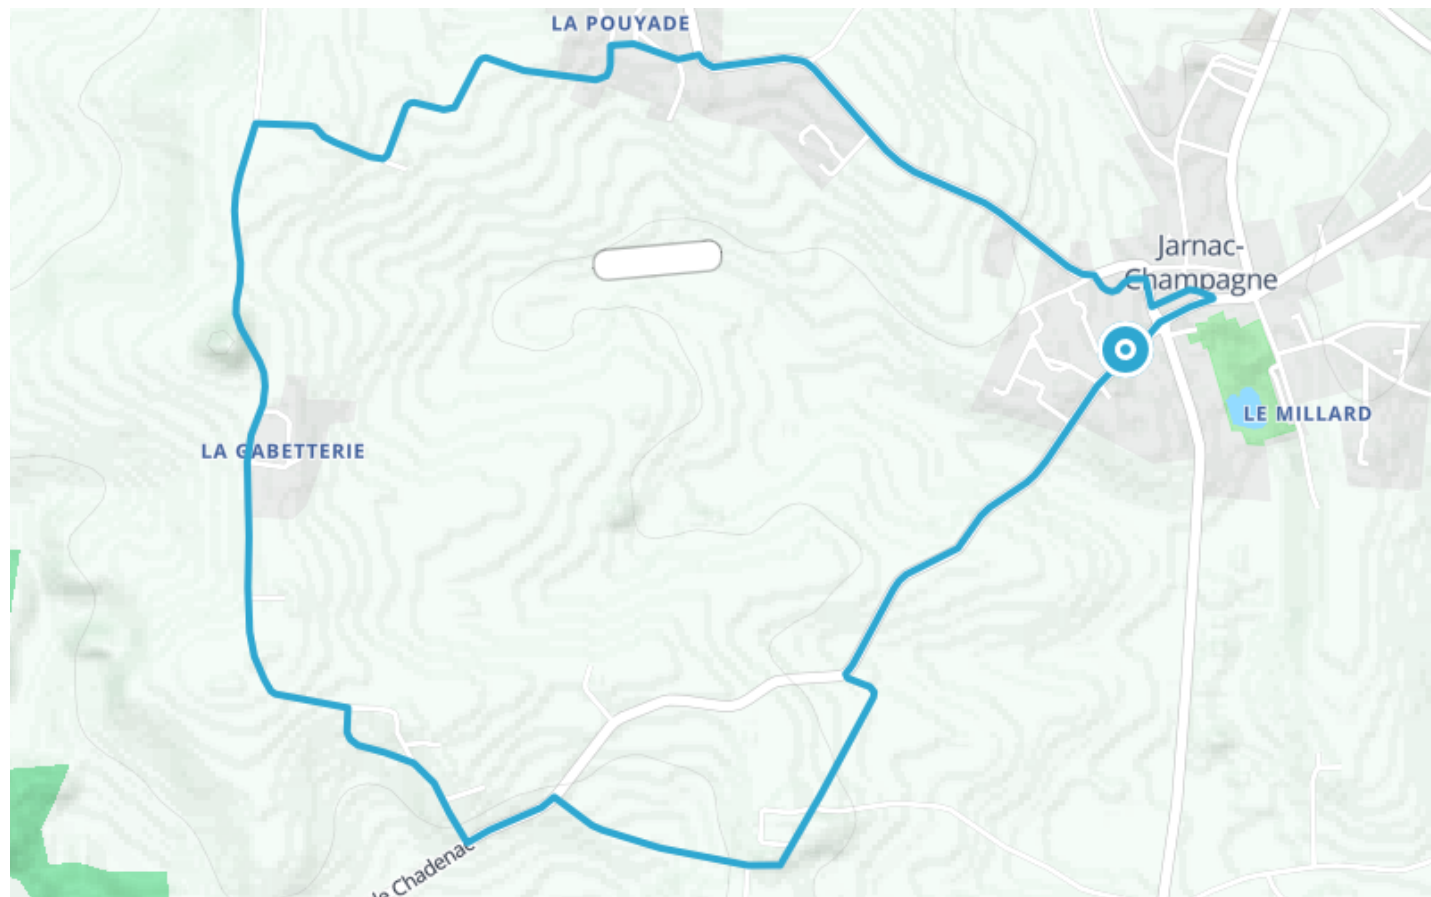 LA POUYADE
Jarnac-
Champagne
LE MILLARD
LA GABETTERIE
de Chadenac